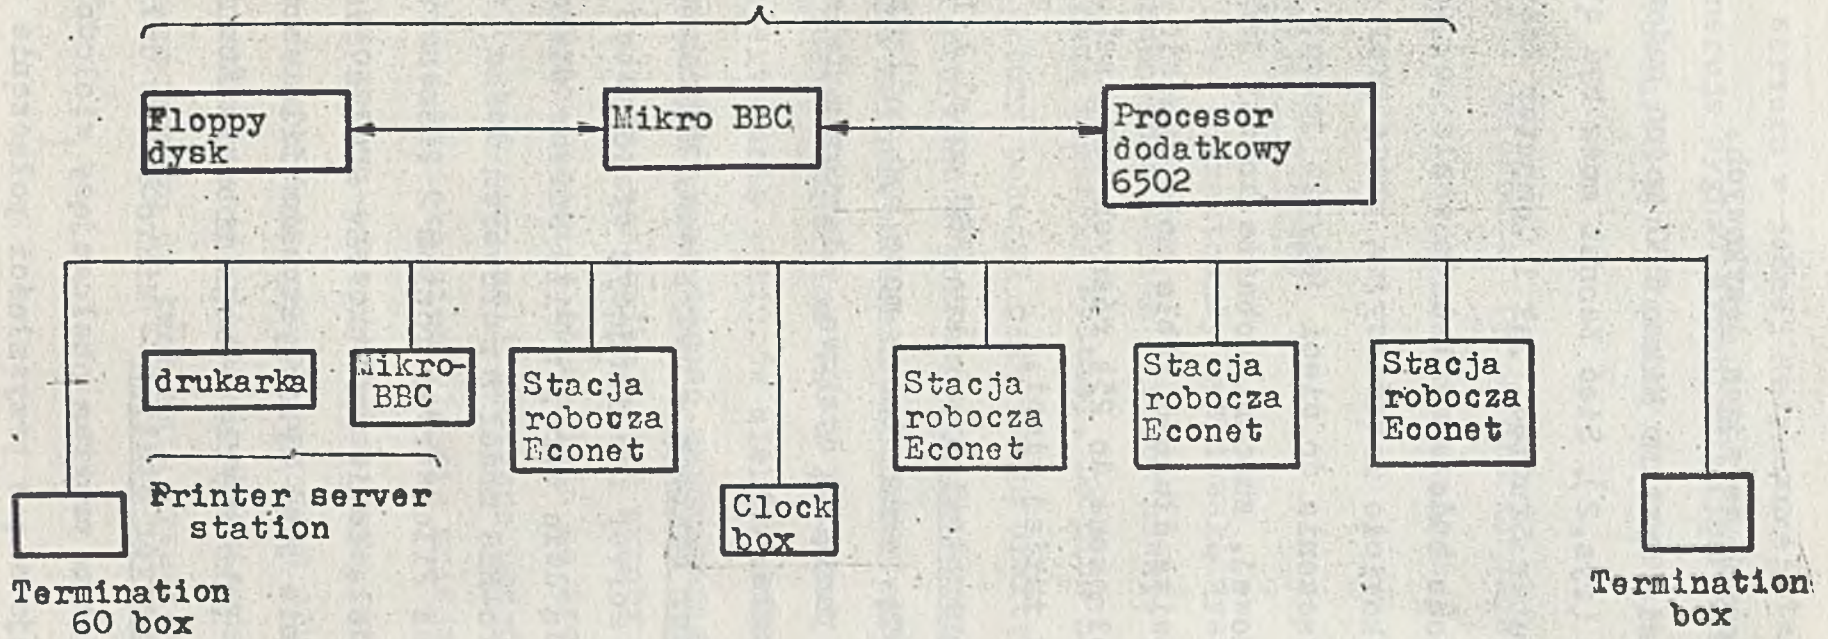 Floppy
dysk
Mikro BBC
Procesor
dodatkowy
6502
drukarka
Mikro-
BBC
Stacja
robocza
Econet
Stacja
robocza
Econet
Stacja
robocza
Econet
Stacja
robocza
Econet
Printer server
station
Clock
box
Termination
60 box
Termination
box